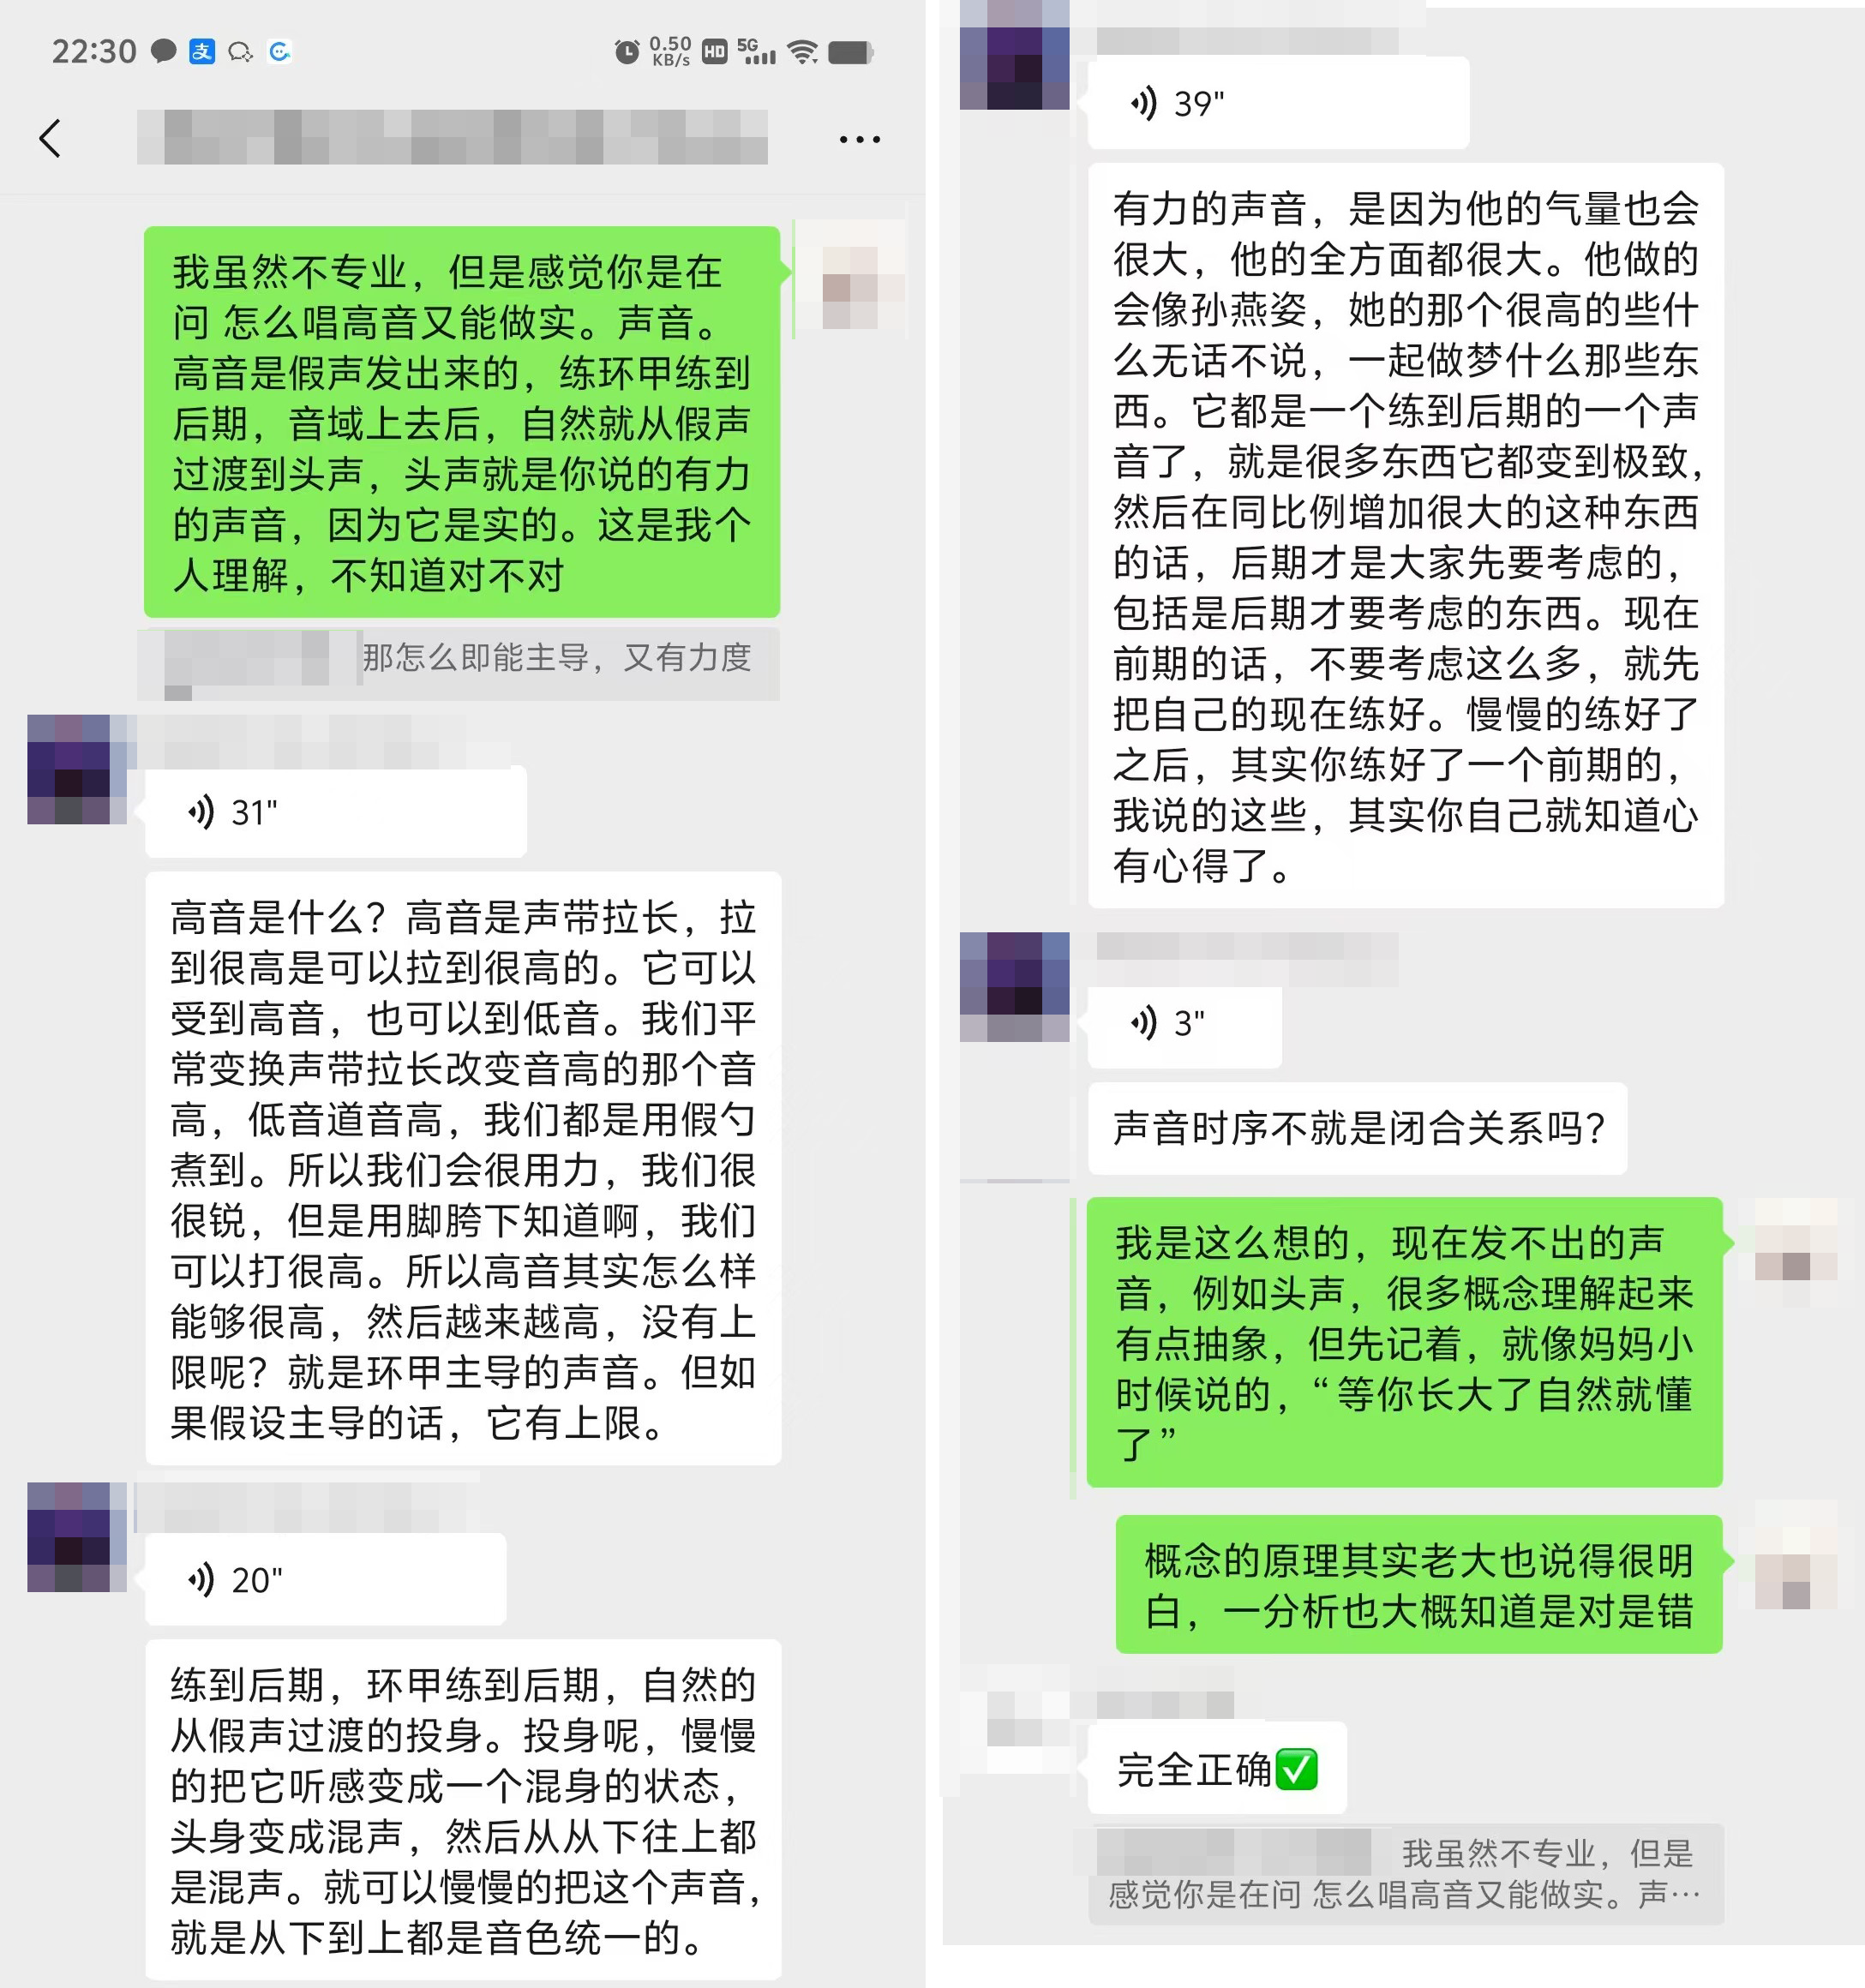 22:30
支
0.50
KB/s
HD
5G
我虽然不专业，但是感觉你是在
问 怎么唱高音又能做实。声音。
高音是假声发出来的，练环甲练到
后期，音域上去后，自然就从假声
过渡到头声，头声就是你说的有力
的声音，因为它是实的。这是我个
人理解，不知道对不对
那怎么即能主导，又有力度
31"
高音是什么？高音是声带拉长，拉
到很高是可以拉到很高的。它可以
受到高音，也可以到低音。我们平
常变换声带拉长改变音高的那个音
高，低音道音高，我们都是用假勺
煮到。所以我们会很用力，我们很
很锐，但是用脚胯下知道啊，我们
可以打很高。所以高音其实怎么样
能够很高，然后越来越高，没有上
限呢？就是环甲主导的声音。但如
果假设主导的话，它有上限。
20"
练到后期，环甲练到后期，自然的
从假声过渡的投身。投身呢，慢慢
的把它听感变成一个混身的状态，
头身变成混声，然后从从下往上都
是混声。就可以慢慢的把这个声音，
就是从下到上都是音色统一的。
39"
有力的声音，是因为他的气量也会
很大，他的全方面都很大。他做的
会像孙燕姿，她的那个很高的些什
么无话不说，一起做梦什么那些东
西。它都是一个练到后期的一个声
音了，就是很多东西它都变到极致，
然后在同比例增加很大的这种东西
的话，后期才是大家先要考虑的，
包括是后期才要考虑的东西。现在
前期的话，不要考虑这么多，就先
把自己的现在练好。慢慢的练好了
之后，其实你练好了一个前期的，
我说的这些，其实你自己就知道心
有心得了。
3"
声音时序不就是闭合关系吗？
我是这么想的，现在发不出的声
音，例如头声，很多概念理解起来
有点抽象，但先记着，就像妈妈小
时候说的，“等你长大了自然就懂
了”
概念的原理其实老大也说得很明
白，一分析也大概知道是对是错
完全正确✅
我虽然不专业，但是
感觉你是在问 怎么唱高音又能做实。声…